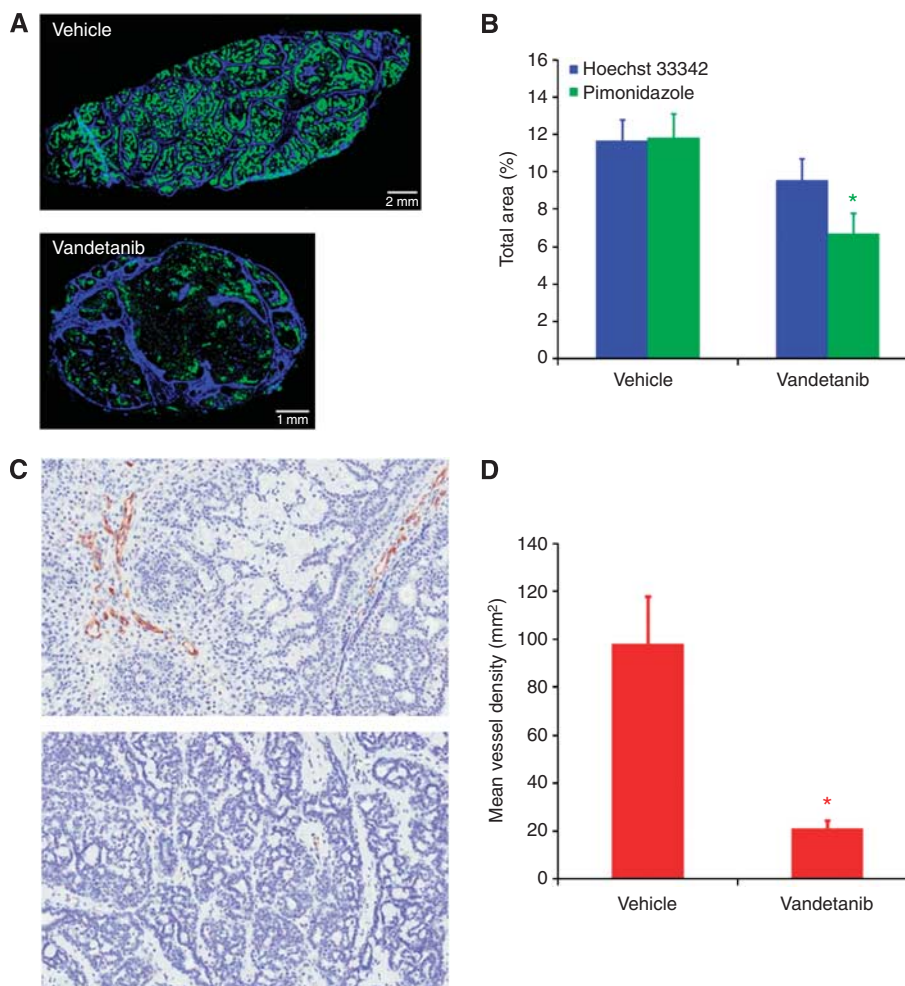 A
Vehicle
2 mm
Vandetanib
1 mm
B
Total area (%)
16
14
12
10
8
6
4
2
0
Hoechst 33342
Pimonidazole
*
Vehicle Vandetanib
C
D
Mean vessel density (mm²)
140
120
100
80
60
40
20
0
*
Vehicle Vandetanib